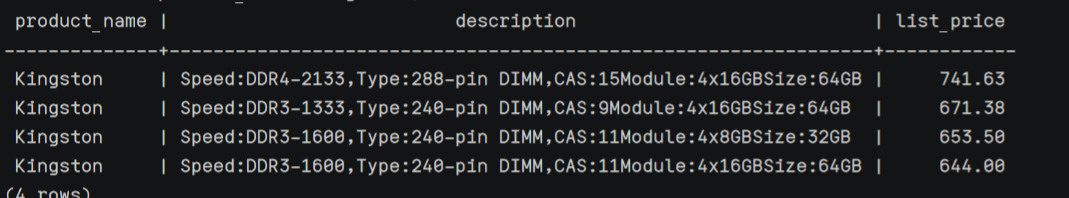 product_name | description | list_price
--------------+----------------------------------------------------------------+------------
Kingston | Speed:DDR4-2133,Type:288-pin DIMM,CAS:15Module:4x16GBSize:64GB | 741.63
Kingston | Speed:DDR3-1333,Type:240-pin DIMM,CAS:9Module:4x16GBSize:64GB | 671.38
Kingston | Speed:DDR3-1600,Type:240-pin DIMM,CAS:11Module:4x8GBSize:32GB | 653.50
Kingston | Speed:DDR3-1600,Type:240-pin DIMM,CAS:11Module:4x16GBSize:64GB | 644.00
(4 rows)